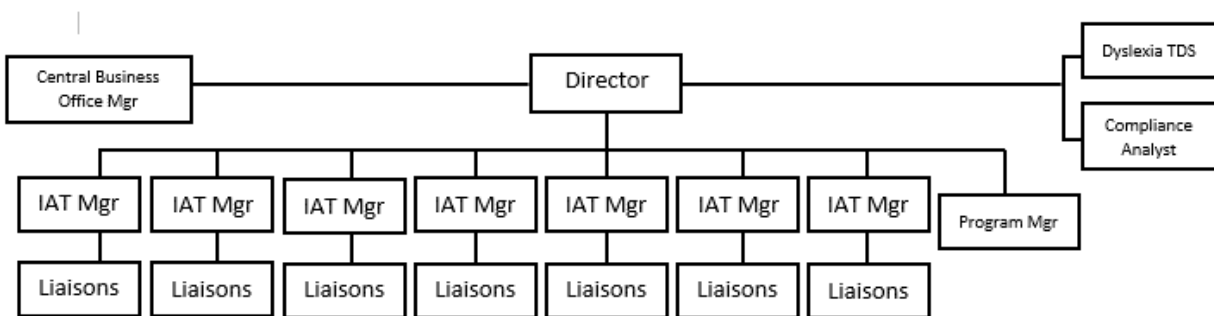 Dyslexia TDS
Central Business
Office Mgr
Director
Compliance
Analyst
IAT Mgr
IAT Mgr
IAT Mgr
IAT Mgr
IAT Mgr
IAT Mgr
IAT Mgr
Program Mgr
Liaisons
Liaisons
Liaisons
Liaisons
Liaisons
Liaisons
Liaisons